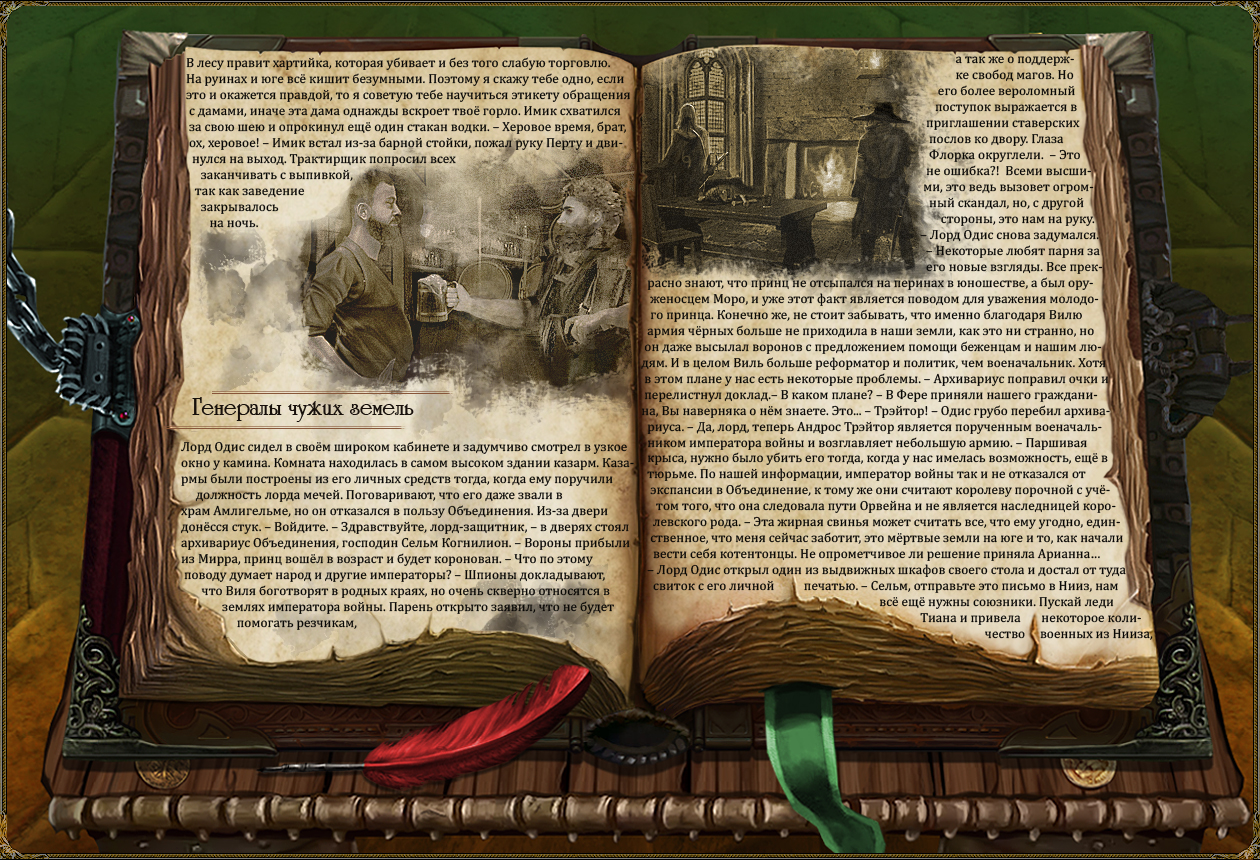 В лесу правит хартийка, которая убивает и без того слабую торговлю.
На руинах и юге всё кишит безумными. Поэтому я скажу тебе одно, если
это и окажется правдой, то я советую тебе научиться этикету обращения
с дамами, иначе эта дама однажды вскроет твоё горло. Имик схватился
за свою шею и опрокинул ещё один стакан водки. – Херовое время, брат,
ох, херовое! – Имик встал из-за барной стойки, пожал руку Перту и дви-
нулся на выход. Трактирщик попросил всех
заканчивать с выпивкой,
так как заведение
закрывалось
на ночь.
Генералы чужих земель
Лорд Одис сидел в своём широком кабинете и задумчиво смотрел в узкое
окно у камина. Комната находилась в самом высоком здании казарм. Каза-
рмы были построены из его личных средств тогда, когда ему поручили
должность лорда мечей. Поговаривают, что его даже звали в
храм Амлигельме, но он отказался в пользу Объединения. Из-за двери
донёсся стук. – Войдите. – Здравствуйте, лорд-защитник, – в дверях стоял
архивариус Объединения, господин Сельм Когнилион. – Вороны прибыли
из Мирра, принц вошёл в возраст и будет коронован. – Что по этому
поводу думает народ и другие императоры? – Шпионы докладывают,
что Виля боготворят в родных краях, но очень скверно относятся в
землях императора войны. Парень открыто заявил, что не будет
помогать резчикам,
а так же о поддерж-
ке свобод магов. Но
его более вероломный
поступок выражается в
приглашении ставерских
послов ко двору. Глаза
Флорка округлели. – Это
не ошибка?! Всеми высши-
ми, это ведь вызовет огром-
ный скандал, но, с другой
стороны, это нам на руку.
– Лорд Одис снова задумался.
– Некоторые любят парня за
его новые взгляды. Все прек-
расно знают, что принц не отсыпался на перинах в юношестве, а был ору-
женосцем Моро, и уже этот факт является поводом для уважения молодо-
го принца. Конечно же, не стоит забывать, что именно благодаря Вилю
армия чёрных больше не приходила в наши земли, как это ни странно, но
он даже высылал воронов с предложением помощи беженцам и нашим лю-
дям. И в целом Виль больше реформатор и политик, чем военачальник. Хотя
в этом плане у нас есть некоторые проблемы. – Архивариус поправил очки и
перелистнул доклад.– В каком плане? – В Фере приняли нашего граждани-
на, Вы наверняка о нём знаете. Это... – Трэйтор! – Одис грубо перебил архива-
риуса. – Да, лорд, теперь Андрос Трэйтор является порученным военачаль-
ником императора войны и возглавляет небольшую армию. – Паршивая
крыса, нужно было убить его тогда, когда у нас имелась возможность, ещё в
тюрьме. По нашей информации, император войны так и не отказался от
экспансии в Объединение, к тому же они считают королеву порочной с учё-
том того, что она следовала пути Орвейна и не является наследницей коро-
левского рода. – Эта жирная свинья может считать все, что ему угодно, един-
ственное, что меня сейчас заботит, это мёртвые земли на юге и то, как начали
вести себя котентонцы. Не опрометчиво ли решение приняла Арианна...
– Лорд Одис открыл один из выдвижных шкафов своего стола и достал от туда
свиток с его личной печатью. – Сельм, отправьте это письмо в Нииз, нам
всё ещё нужны союзники. Пускай леди
Тиана и привела некоторое коли-
чество военных из Нииза,